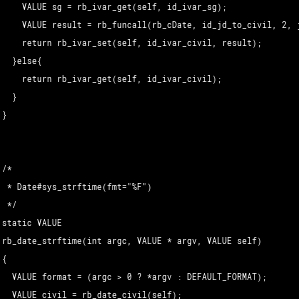 VALUE sg = rb_ivar_get(self, id_ivar_sg);
VALUE result = rb_funcall(rb_cDate, id_jd_to_civil, 2,
return rb_ivar_set(self, id_ivar_civil, result);
}else{
return rb_ivar_get(self, id_ivar_civil);
}
}
/*
* Date#sys_strftime(fmt="%F")
*/
static VALUE
rb_date_strftime(int argc, VALUE * argv, VALUE self)
{
VALUE format = (argc > 0 ? *argv : DEFAULT_FORMAT);
VALUE civil = rb_date_civil(self);